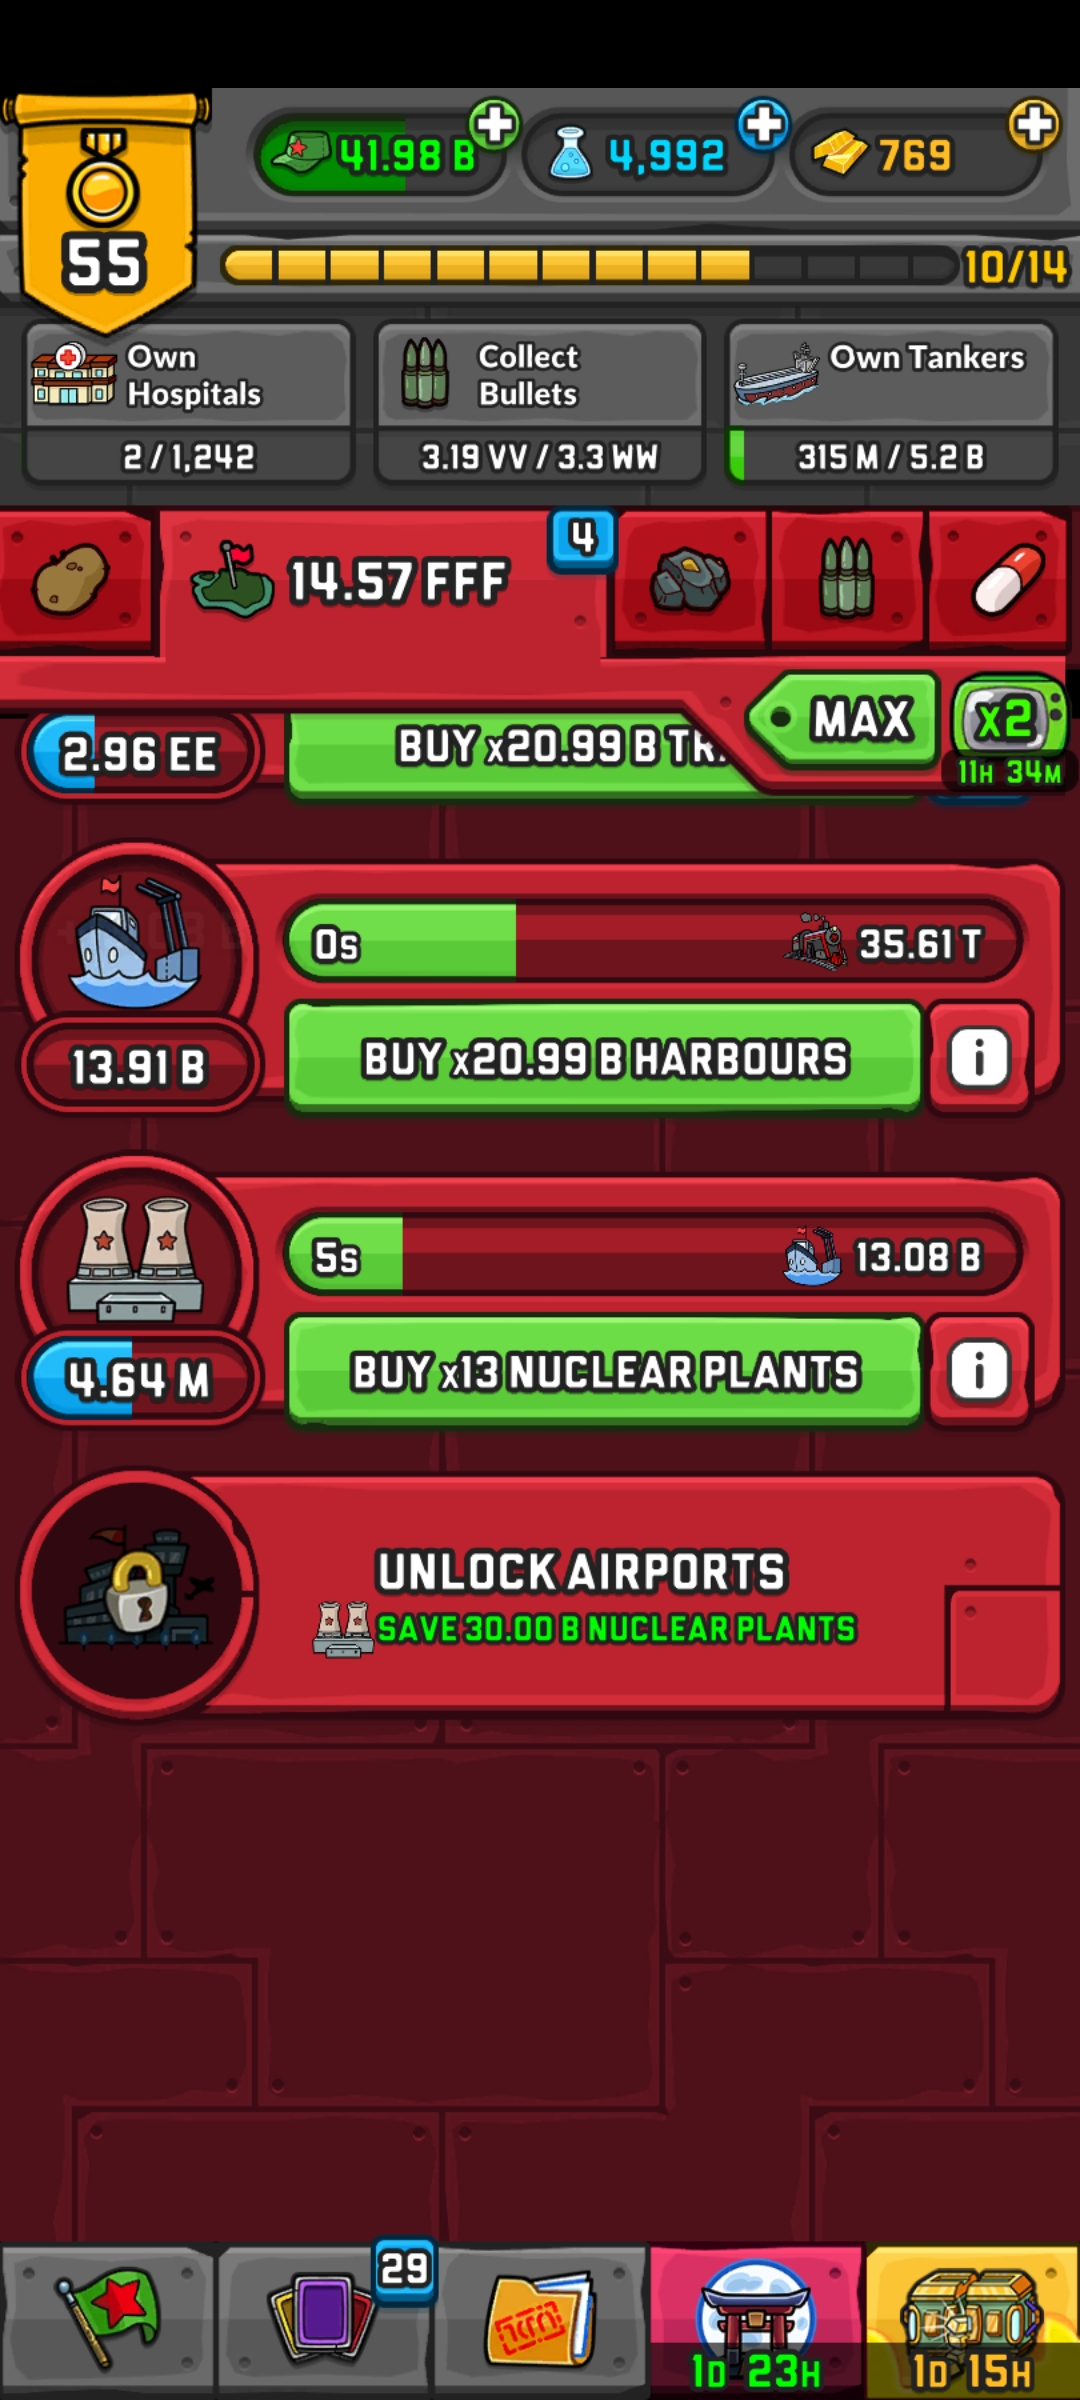 41.98 B
4,992
769
55
10/14
Own
Hospitals
2 / 1,242
Collect
Bullets
3.19 VV / 3.3 WW
Own Tankers
315 M / 5.2 B
14.57 FFF
4
MAX
x2
11H 34M
2.96 EE
BUY x20.99 B
0s
35.61 T
13.91 B
BUY x20.99 B HARBOURS
i
5s
13.08 B
4.64 M
BUY x13 NUCLEAR PLANTS
i
UNLOCK AIRPORTS
SAVE 30.00 B NUCLEAR PLANTS
29
1D 23H
1D 15H